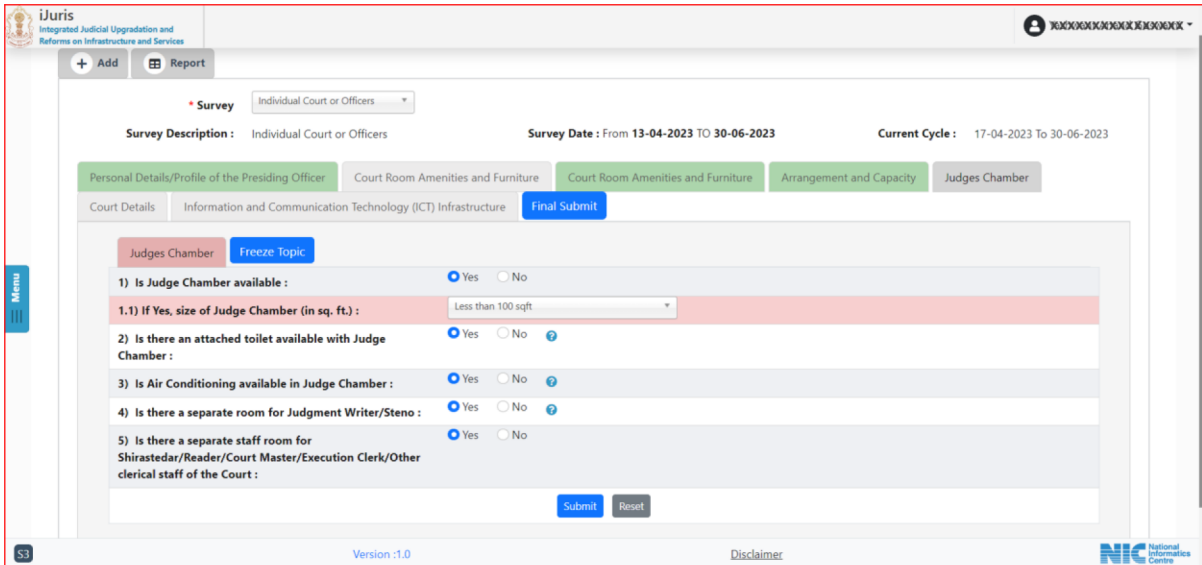 iJuris
Integrated Judicial Upgradation and
Reforms on Infrastructure and Services
XXXXXXXXXXXXXXXXX
+ Add Report
* Survey Individual Court or Officers
Survey Description : Individual Court or Officers Survey Date : From 13-04-2023 TO 30-06-2023 Current Cycle : 17-04-2023 To 30-06-2023
Personal Details/Profile of the Presiding Officer Court Room Amenities and Furniture Court Room Amenities and Furniture Arrangement and Capacity Judges Chamber
Court Details Information and Communication Technology (ICT) Infrastructure Final Submit
Menu
Judges Chamber Freeze Topic
1) Is Judge Chamber available : Yes No
1.1) If Yes, size of Judge Chamber (in sq. ft.) : Less than 100 sqft
2) Is there an attached toilet available with Judge Yes No ?
Chamber :
3) Is Air Conditioning available in Judge Chamber : Yes No ?
4) Is there a separate room for Judgment Writer/Steno : Yes No ?
5) Is there a separate staff room for Yes No
Shirastedar/Reader/Court Master/Execution Clerk/Other
clerical staff of the Court :
Submit Reset
S3 Version :1.0 Disclaimer NIC National
Informatics
Centre